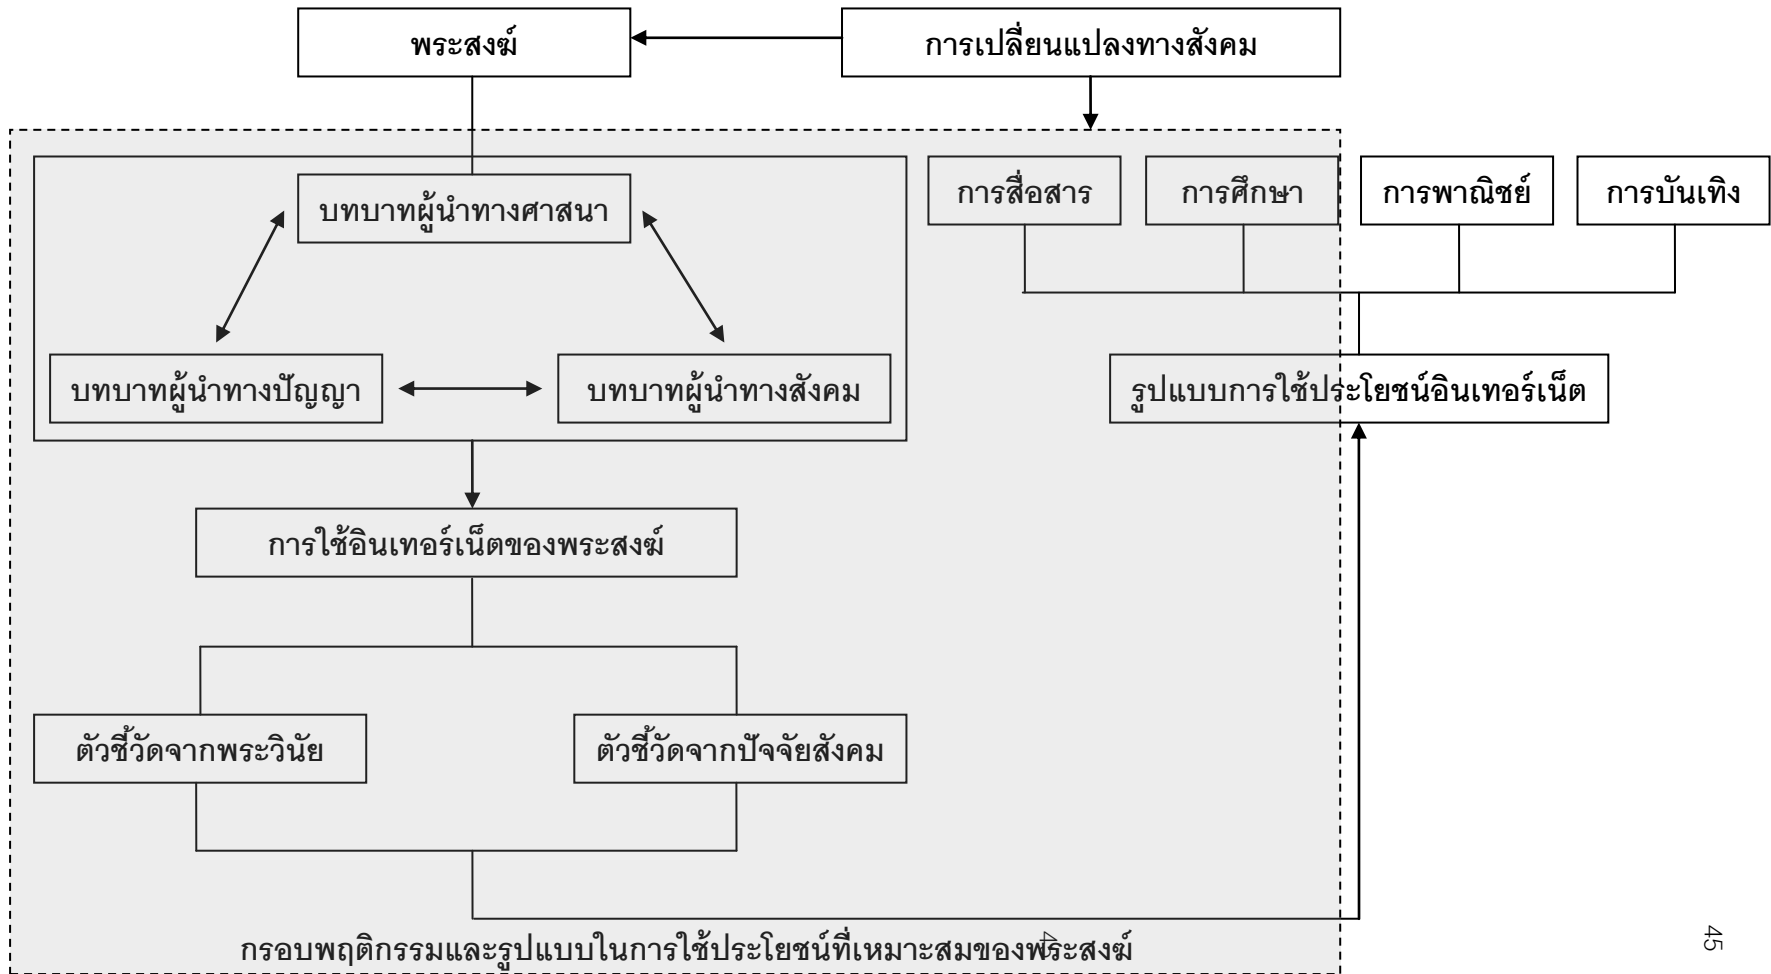 พระสงฆ์
การเปลี่ยนแปลงทางสังคม
บทบาทผู้นำทางศาสนา
การสื่อสาร
การศึกษา
การพาณิชย์
การบันเทิง
บทบาทผู้นำทางปัญญา
บทบาทผู้นำทางสังคม
รูปแบบการใช้ประโยชน์อินเทอร์เน็ต
การใช้อินเทอร์เน็ตของพระสงฆ์
ตัวชี้วัดจากพระวินัย
ตัวชี้วัดจากปัจจัยสังคม
กรอบพฤติกรรมและรูปแบบในการใช้ประโยชน์ที่เหมาะสมของพระสงฆ์
45